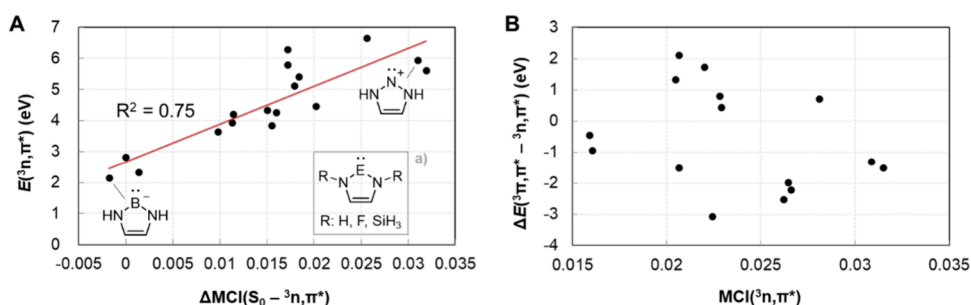 A
7
6
5
4
3
2
1
0
E(³n,π*) (eV)
R² = 0.75
-0.005 0 0.005 0.01 0.015 0.02 0.025 0.03 0.035
ΔMCI(S₀ – ³n,π*)
HN B NH
··
−
HN N NH
··
+
a)
E
··
R N N R
R: H, F, SiH₃
B
3
2
1
0
-1
-2
-3
-4
ΔE(³π,π* – ³n,π*) (eV)
0.015 0.02 0.025 0.03 0.035
MCI(³n,π*)